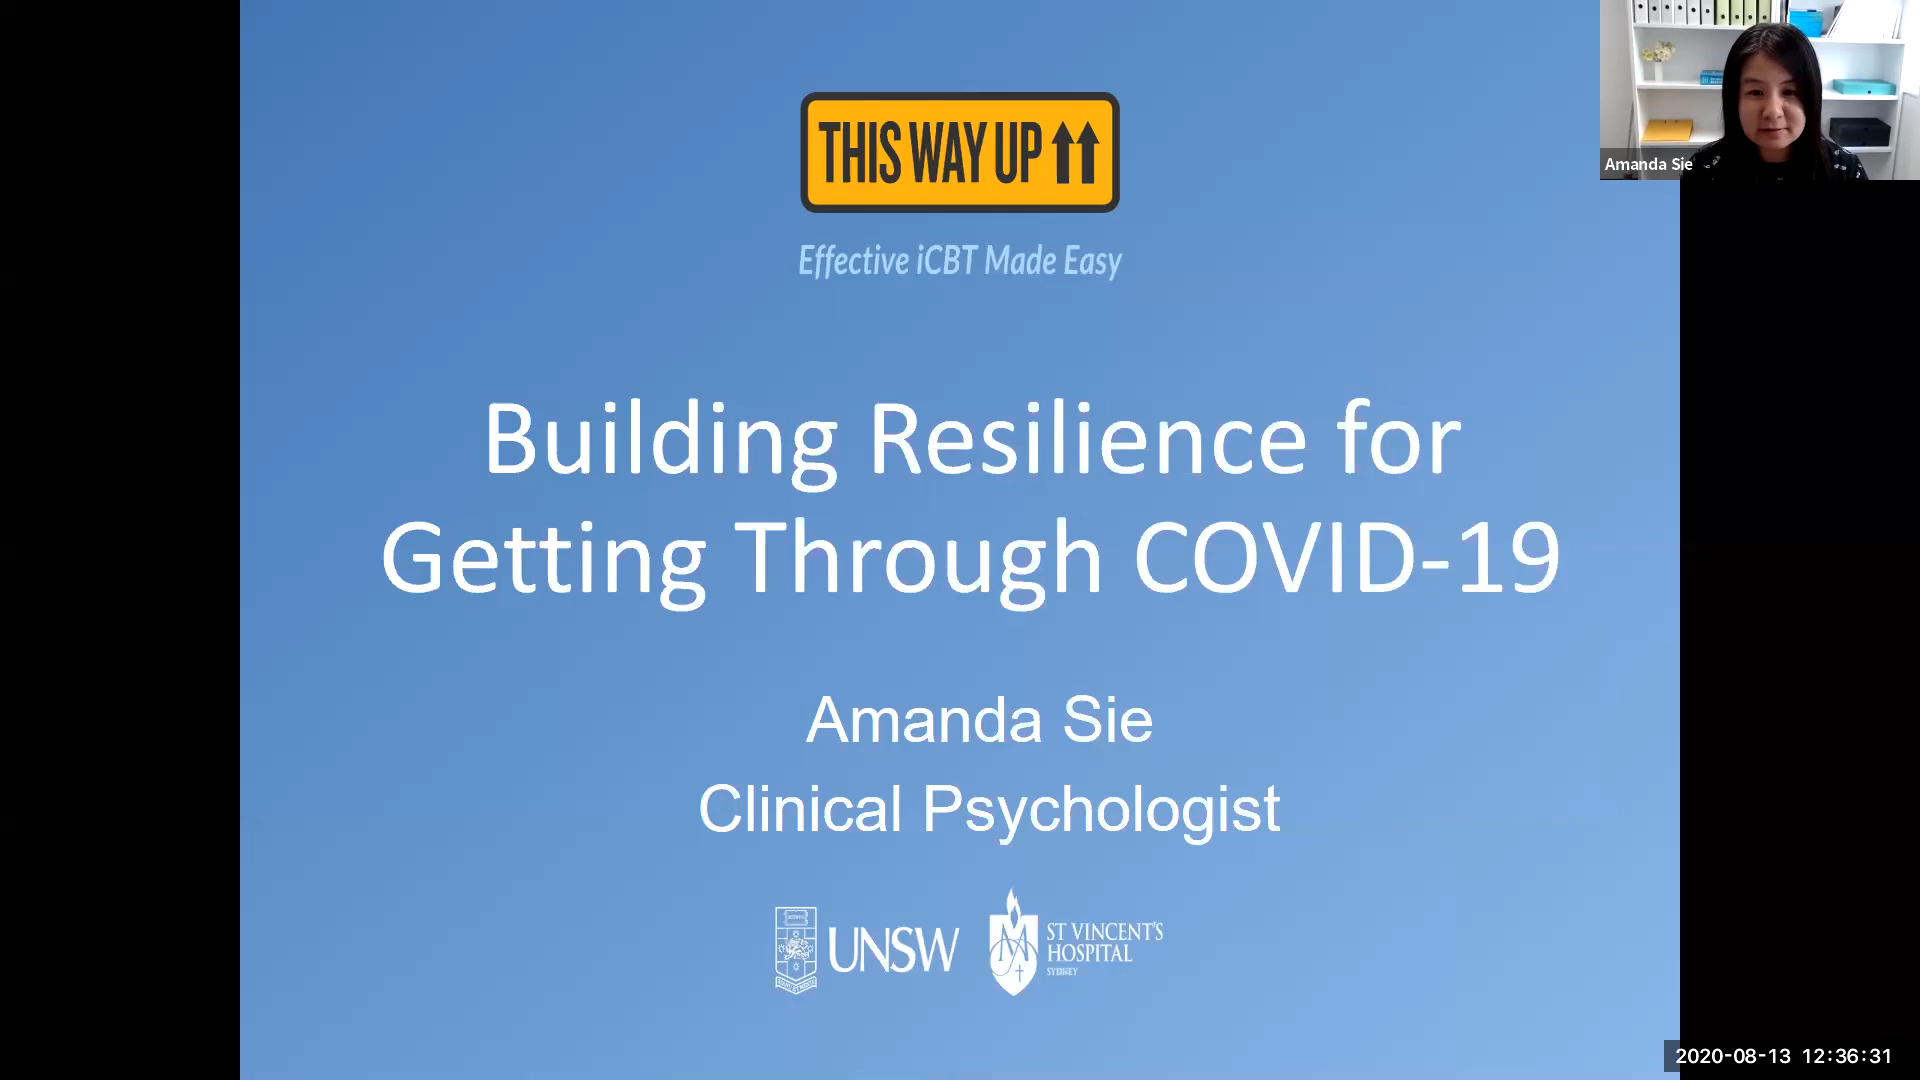 THIS WAY UP
Effective iCBT Made Easy
Amanda Sie
Building Resilience for
Getting Through COVID-19
Amanda Sie
Clinical Psychologist
UNSW
ST VINCENT'S
HOSPITAL
SYDNEY
2020-08-13 12:36:31